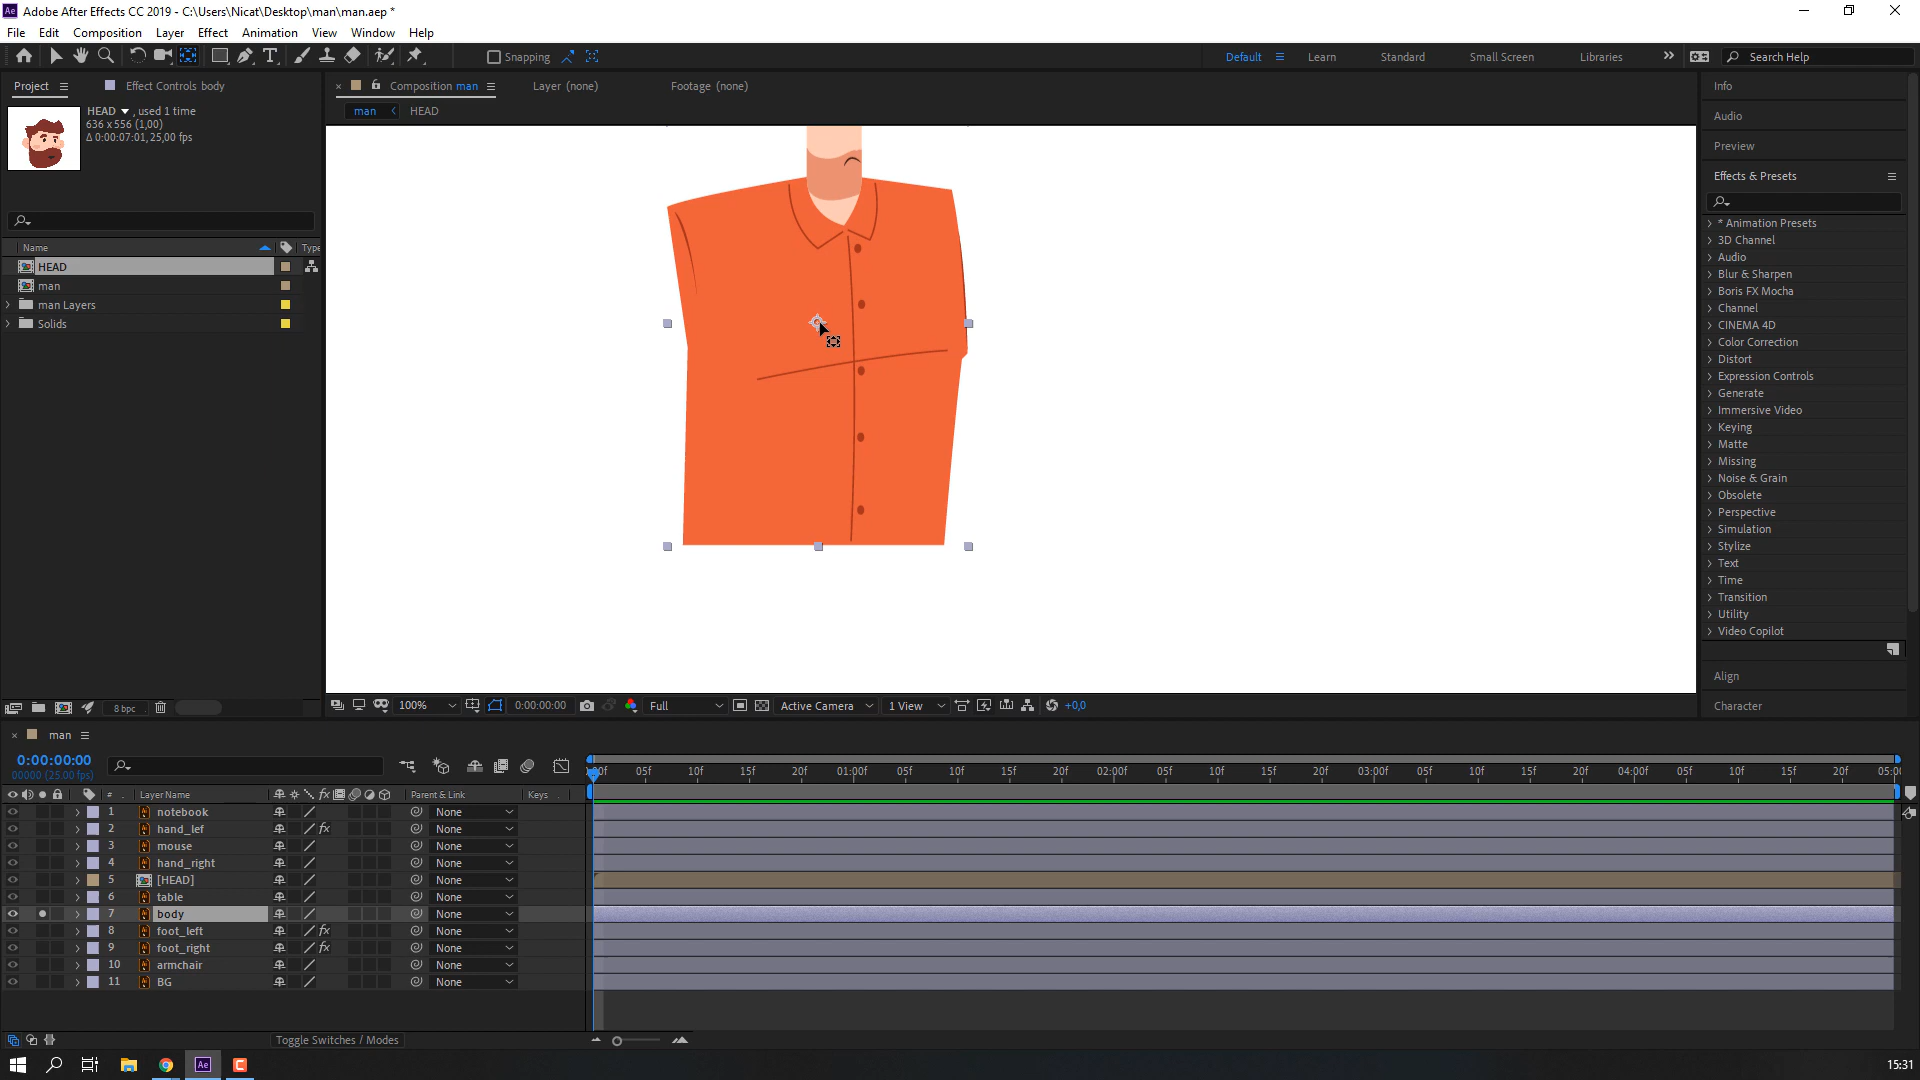 Adobe After Effects CC 2019 - C:\Users\Nicat\Desktop\man\man.aep *
File Edit Composition Layer Effect Animation View Window Help
Snapping
Default Learn Standard Small Screen Libraries Search Help
Project Effect Controls body
HEAD , used 1 time
636 x 556 (1,00)
Δ 0:00:07:01, 25,00 fps
Name Type
HEAD
man
man Layers
Solids
8 bpc
Composition man Layer (none) Footage (none)
man HEAD
100% 0:00:00:00 Full Active Camera 1 View +0,0
Info
Audio
Preview
Effects & Presets
* Animation Presets
3D Channel
Audio
Blur & Sharpen
Boris FX Mocha
Channel
CINEMA 4D
Color Correction
Distort
Expression Controls
Generate
Immersive Video
Keying
Matte
Missing
Noise & Grain
Obsolete
Perspective
Simulation
Stylize
Text
Time
Transition
Utility
Video Copilot
Align
Character
man
0:00:00:00
00000 (25.00 fps)
05f 10f 15f 20f 01:00f 05f 10f 15f 20f 02:00f 05f 10f 15f 20f 03:00f 05f 10f 15f 20f 04:00f 05f 10f 15f 20f
# Layer Name Parent & Link Keys
1 notebook None
2 hand_lef fx None
3 mouse None
4 hand_right None
5 [HEAD] None
6 table None
7 body None
8 foot_left fx None
9 foot_right fx None
10 armchair None
11 BG None
Toggle Switches / Modes
15:31